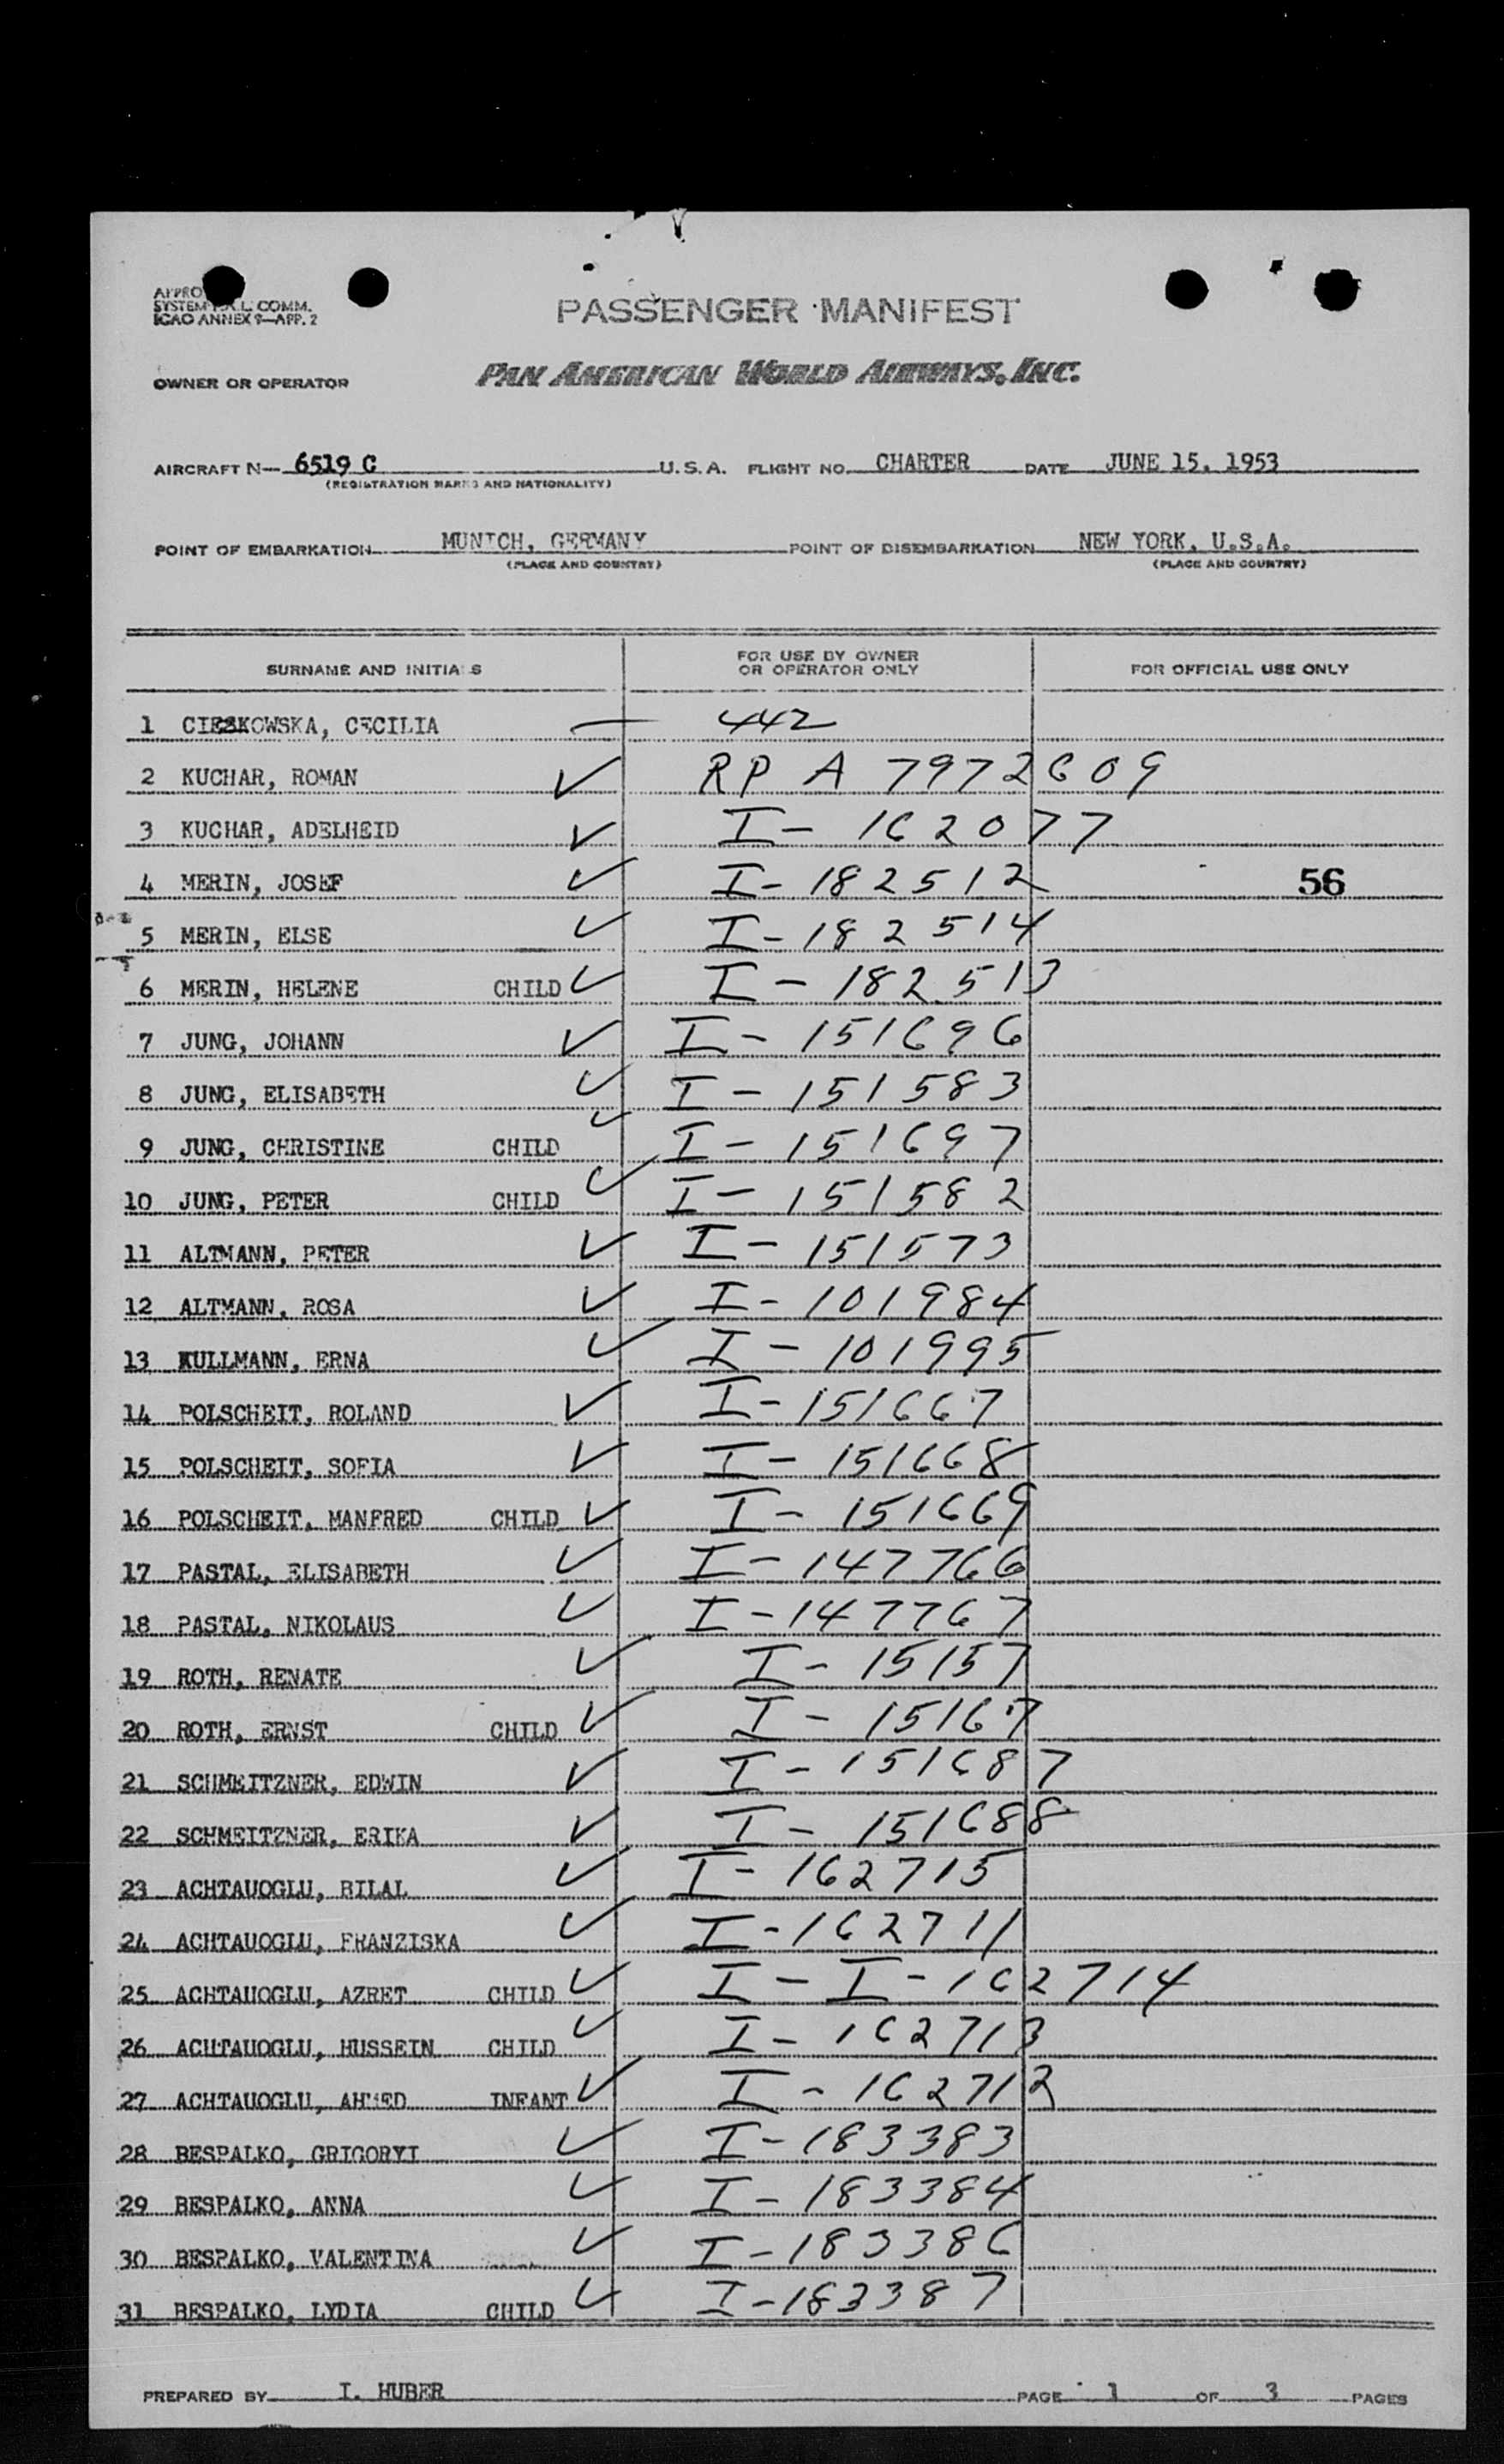 APPRO
SYSTEM P.A.L. COMM.
ICAO ANNEX 9—APP. 2
PASSENGER MANIFEST
OWNER OR OPERATOR PAN AMERICAN WORLD AIRWAYS, INC.
AIRCRAFT N— 6519 C U.S.A. FLIGHT NO. CHARTER DATE JUNE 15, 1953
(REGISTRATION MARKS AND NATIONALITY)
POINT OF EMBARKATION MUNICH, GERMANY POINT OF DISEMBARKATION NEW YORK, U.S.A.
(PLACE AND COUNTRY) (PLACE AND COUNTRY)
SURNAME AND INITIALS FOR USE BY OWNER OR OPERATOR ONLY FOR OFFICIAL USE ONLY
1 CIESKOWSKA, CECILIA — 442
2 KUCHAR, ROMAN ✓ RP A 7972609
3 KUCHAR, ADELHEID ✓ I- 162077
4 MERIN, JOSEF ✓ I- 182512 56
5 MERIN, ELSE ✓ I- 182514
6 MERIN, HELENE CHILD ✓ I- 182513
7 JUNG, JOHANN ✓ I- 151696
8 JUNG, ELISABETH ✓ I- 151583
9 JUNG, CHRISTINE CHILD ✓ I- 151697
10 JUNG, PETER CHILD ✓ I- 151582
11 ALTMANN, PETER ✓ I- 151573
12 ALTMANN, ROSA ✓ I- 101984
13 KULLMANN, ERNA ✓ I- 101995
14 POLSCHEIT, ROLAND ✓ I- 151667
15 POLSCHEIT, SOFIA ✓ I- 151668
16 POLSCHEIT, MANFRED CHILD ✓ I- 151669
17 PASTAL, ELISABETH ✓ I- 147766
18 PASTAL, NIKOLAUS ✓ I- 147767
19 ROTH, RENATE ✓ I- 15157
20 ROTH, ERNST CHILD ✓ I- 15167
21 SCHMEITZNER, EDWIN ✓ I- 151687
22 SCHMEITZNER, ERIKA ✓ I- 151688
23 ACHTAUOGLU, BILAL ✓ I- 162715
24 ACHTAUOGLU, FRANZISKA ✓ I- 162711
25 ACHTAUOGLU, AZRET CHILD ✓ I- I- 162714
26 ACHTAUOGLU, HUSSEIN CHILD ✓ I- 162713
27 ACHTAUOGLU, AHMED INFANT ✓ I- 162712
28 BESPALKO, GRIGORYI ✓ I- 183383
29 BESPALKO, ANNA ✓ I- 183384
30 BESPALKO, VALENTINA ✓ I- 183386
31 BESPALKO, LYDIA CHILD ✓ I- 183387
PREPARED BY I. HUBER PAGE 1 OF 3 PAGES